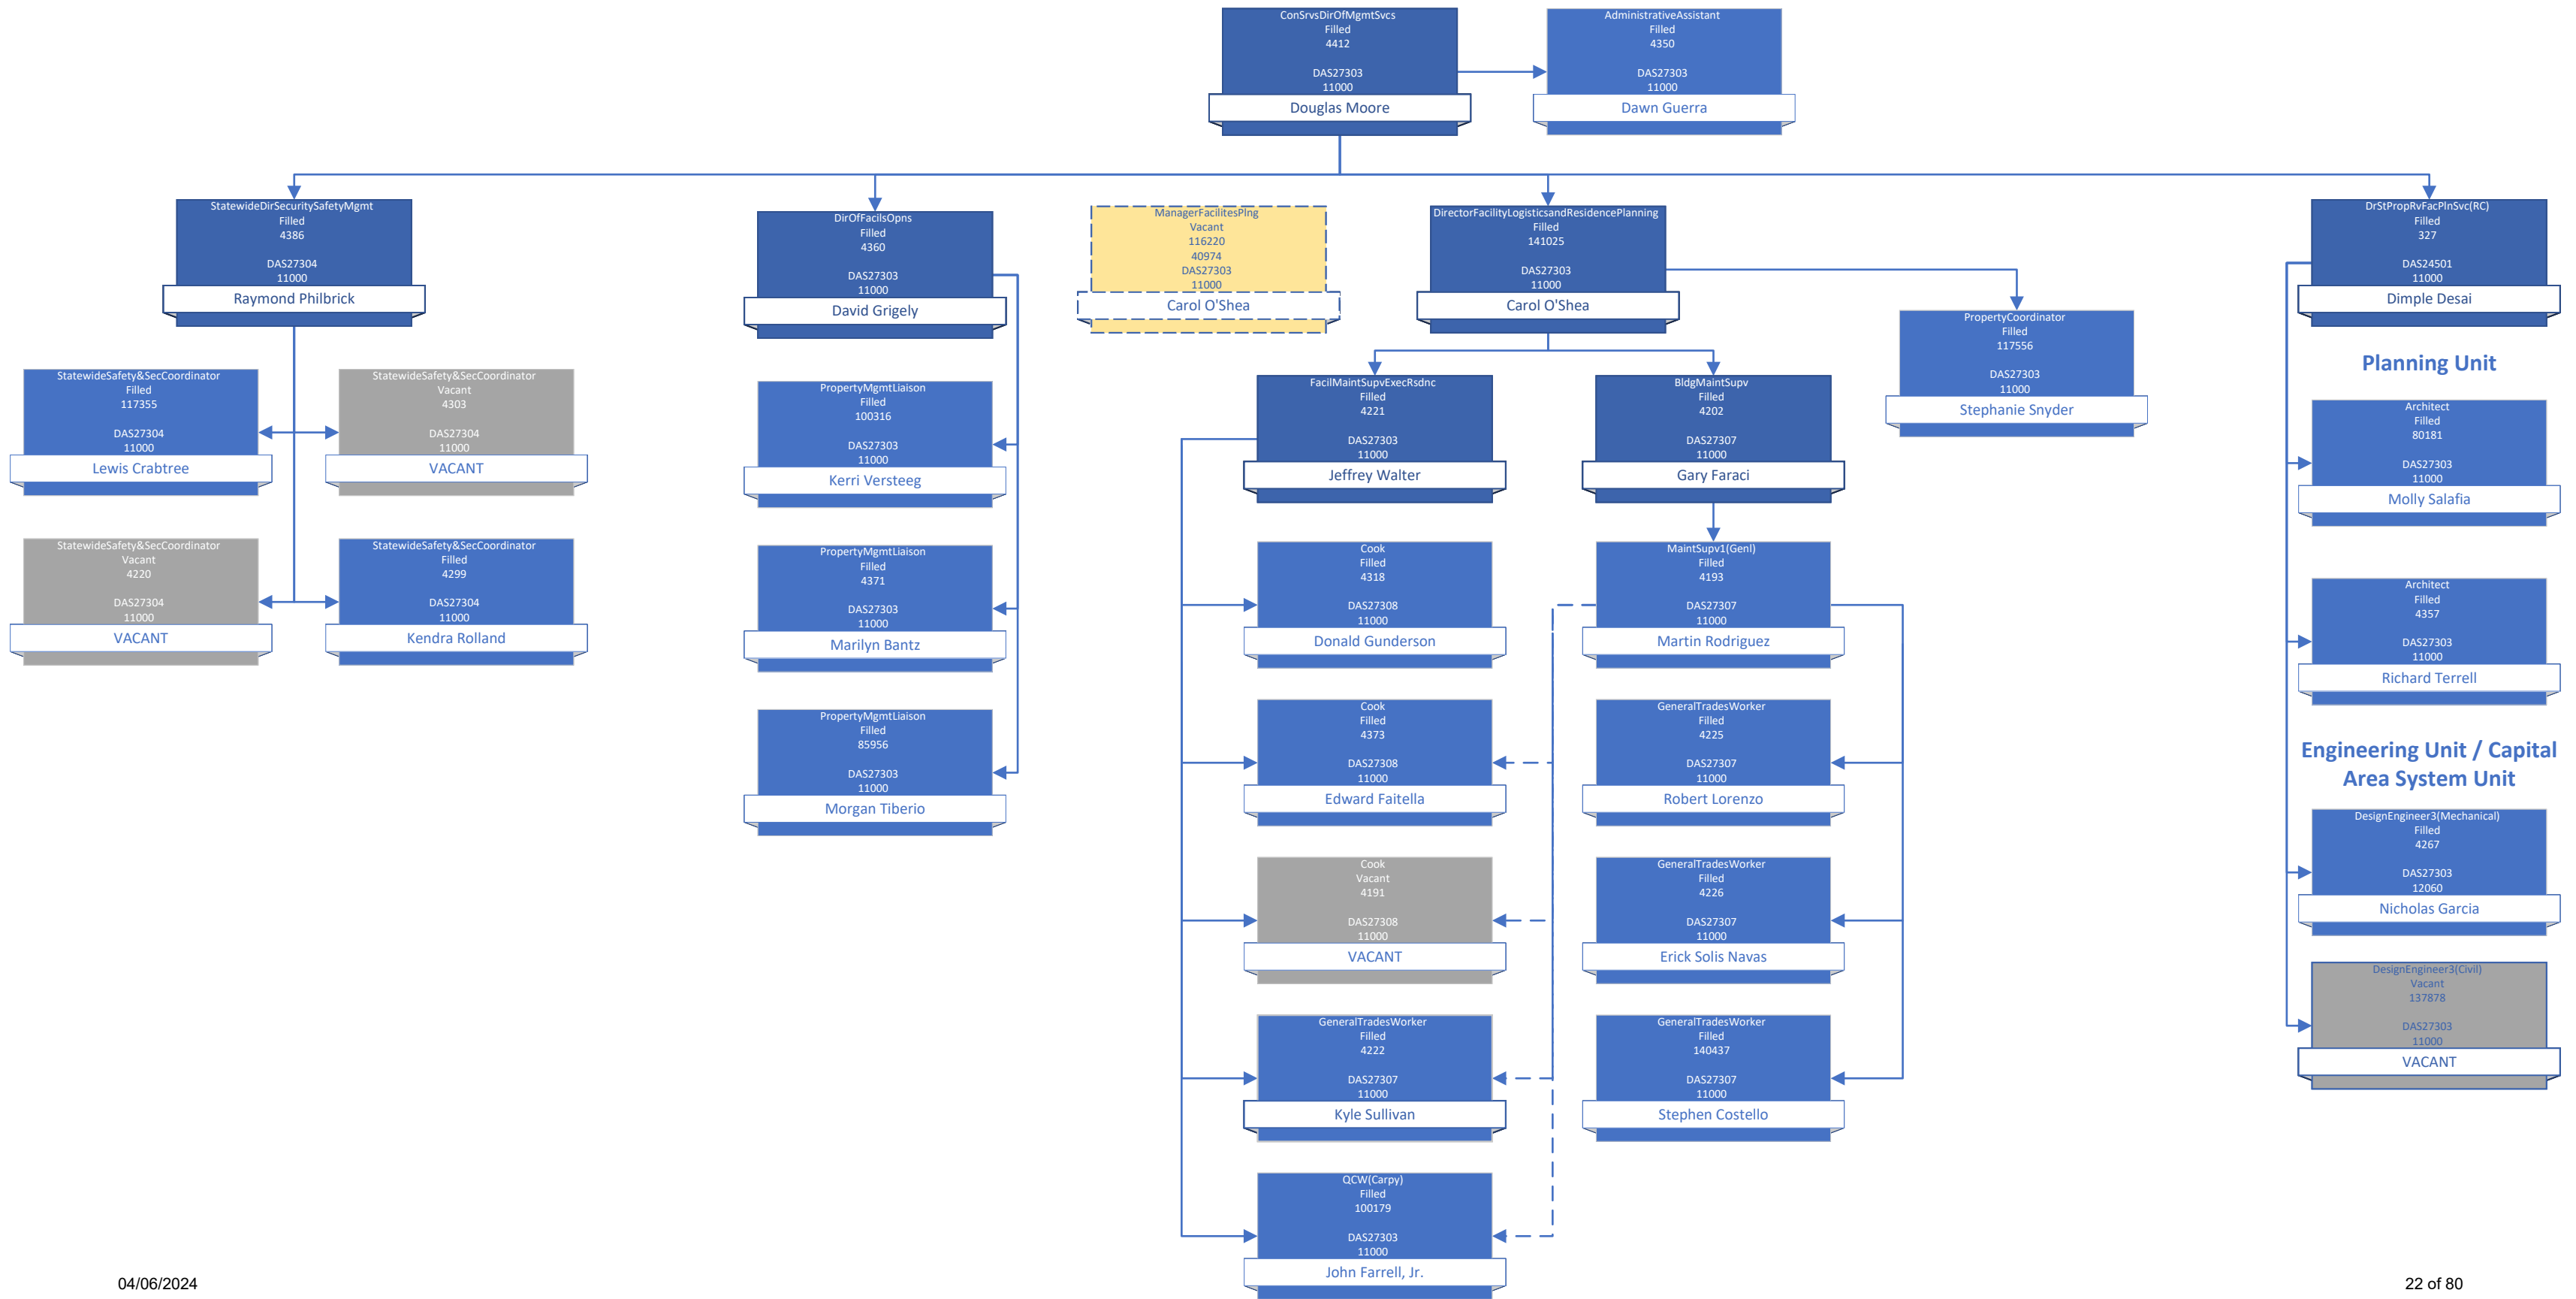 ConSrvsDirOfMgmtSvcs
Filled
4412
DAS27303
11000
Douglas Moore
AdministrativeAssistant
Filled
4350
DAS27303
11000
Dawn Guerra
StatewideDirSecuritySafetyMgmt
Filled
4386
DAS27304
11000
Raymond Philbrick
StatewideSafety&SecCoordinator
Filled
117355
DAS27304
11000
Lewis Crabtree
StatewideSafety&SecCoordinator
Vacant
4303
DAS27304
11000
VACANT
StatewideSafety&SecCoordinator
Vacant
4220
DAS27304
11000
VACANT
StatewideSafety&SecCoordinator
Filled
4299
DAS27304
11000
Kendra Rolland
DirOfFacilsOpns
Filled
4360
DAS27303
11000
David Grigely
PropertyMgmtLiaison
Filled
100316
DAS27303
11000
Kerri Versteeg
PropertyMgmtLiaison
Filled
4371
DAS27303
11000
Marilyn Bantz
PropertyMgmtLiaison
Filled
85956
DAS27303
11000
Morgan Tiberio
ManagerFacilitesPlng
Vacant
116220
40974
DAS27303
11000
Carol O'Shea
DirectorFacilityLogisticsandResidencePlanning
Filled
141025
DAS27303
11000
Carol O'Shea
PropertyCoordinator
Filled
117556
DAS27303
11000
Stephanie Snyder
FacilMaintSupvExecRsdnc
Filled
4221
DAS27303
11000
Jeffrey Walter
Cook
Filled
4318
DAS27308
11000
Donald Gunderson
Cook
Filled
4373
DAS27308
11000
Edward Faitella
Cook
Vacant
4191
DAS27308
11000
VACANT
GeneralTradesWorker
Filled
4222
DAS27307
11000
Kyle Sullivan
QCW(Carpy)
Filled
100179
DAS27303
11000
John Farrell, Jr.
BldgMaintSupv
Filled
4202
DAS27307
11000
Gary Faraci
MaintSupv1(Genl)
Filled
4193
DAS27307
11000
Martin Rodriguez
GeneralTradesWorker
Filled
4225
DAS27307
11000
Robert Lorenzo
GeneralTradesWorker
Filled
4226
DAS27307
11000
Erick Solis Navas
GeneralTradesWorker
Filled
140437
DAS27307
11000
Stephen Costello
DrStPropRvFacPlnSvc(RC)
Filled
327
DAS24501
11000
Dimple Desai
Planning Unit
Architect
Filled
80181
DAS27303
11000
Molly Salafia
Architect
Filled
4357
DAS27303
11000
Richard Terrell
Engineering Unit / Capital
Area System Unit
DesignEngineer3(Mechanical)
Filled
4267
DAS27303
12060
Nicholas Garcia
DesignEngineer3(Civil)
Vacant
137878
DAS27303
11000
VACANT
04/06/2024
22 of 80